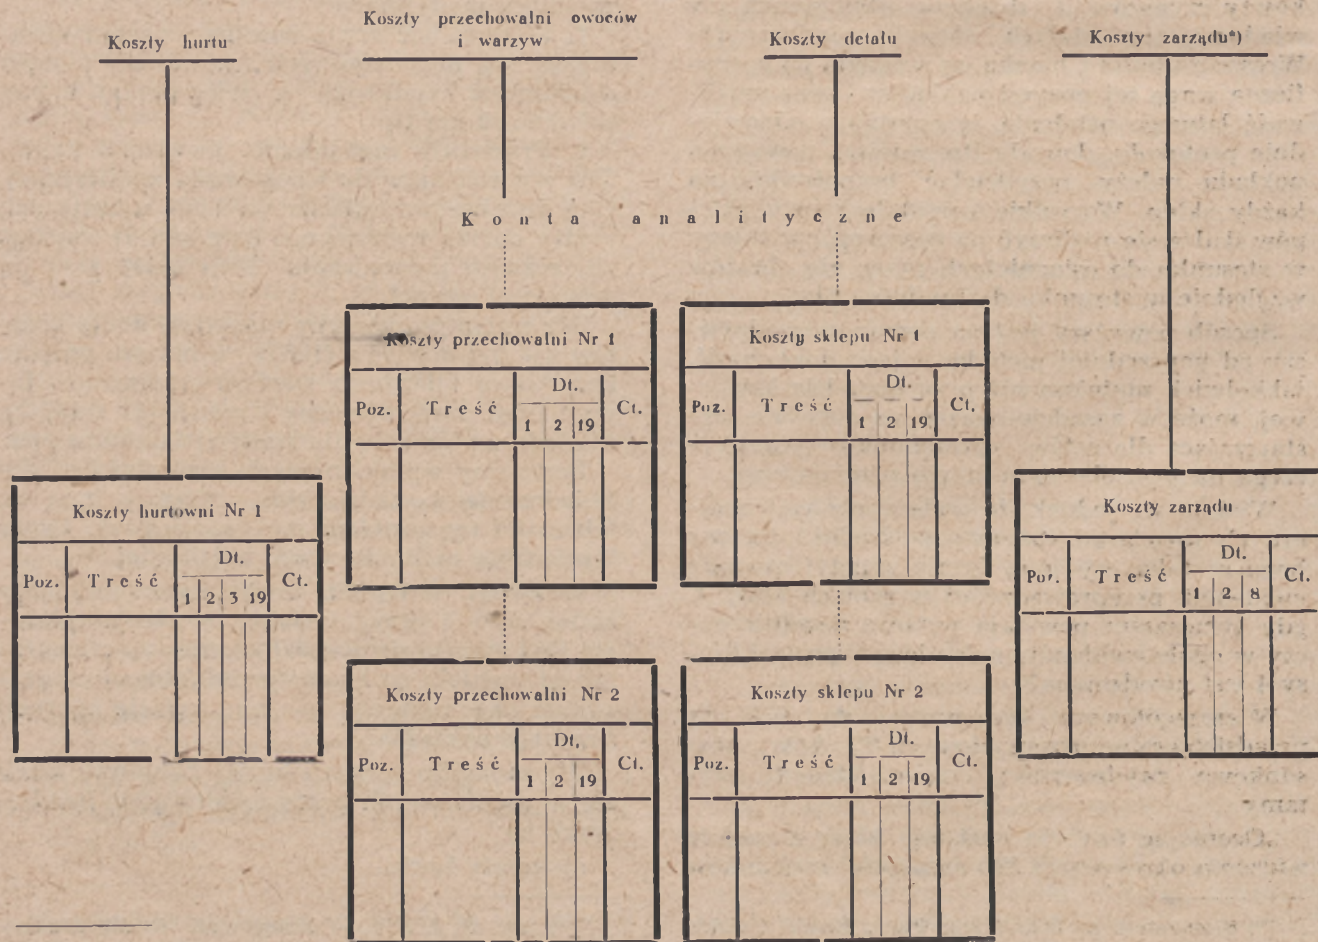 Koszty hurtu
Koszty przechowalni owoców
i warzyw
Koszty detalu
Koszty zarządu*)
Konta analityczne
Koszty przechowalni Nr 1
Poz. Treść Dt. Ct.
1 2 19
Koszty sklepu Nr 1
Poz. Treść Dt. Ct.
1 2 19
Koszty hurtowni Nr 1
Poz. Treść Dt. Ct.
1 2 3 19
Koszty zarządu
Poz. Treść Dt. Ct.
1 2 8
Koszty przechowalni Nr 2
Poz. Treść Dt. Ct.
1 2 19
Koszty sklepu Nr 2
Poz. Treść Dt. Ct.
1 2 19